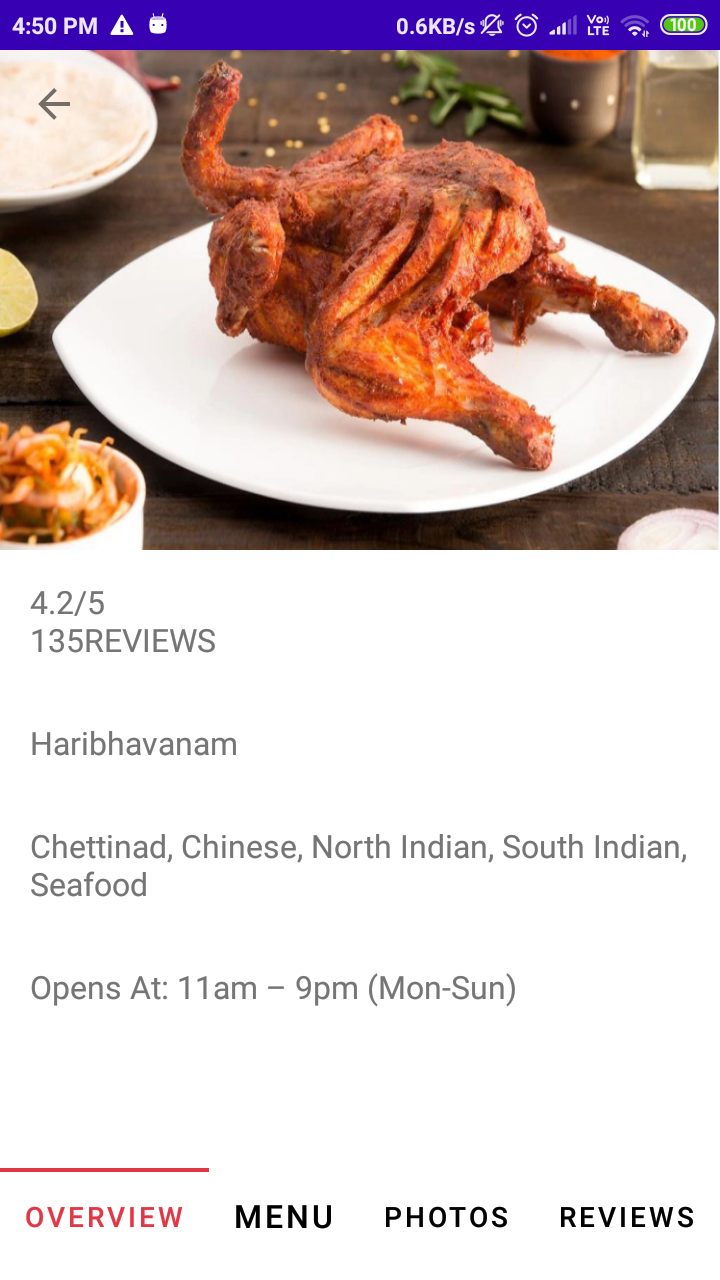 4:50 PM 0.6KB/s Vo) LTE 100
4.2/5
135REVIEWS
Haribhavanam
Chettinad, Chinese, North Indian, South Indian,
Seafood
Opens At: 11am – 9pm (Mon-Sun)
OVERVIEW MENU PHOTOS REVIEWS